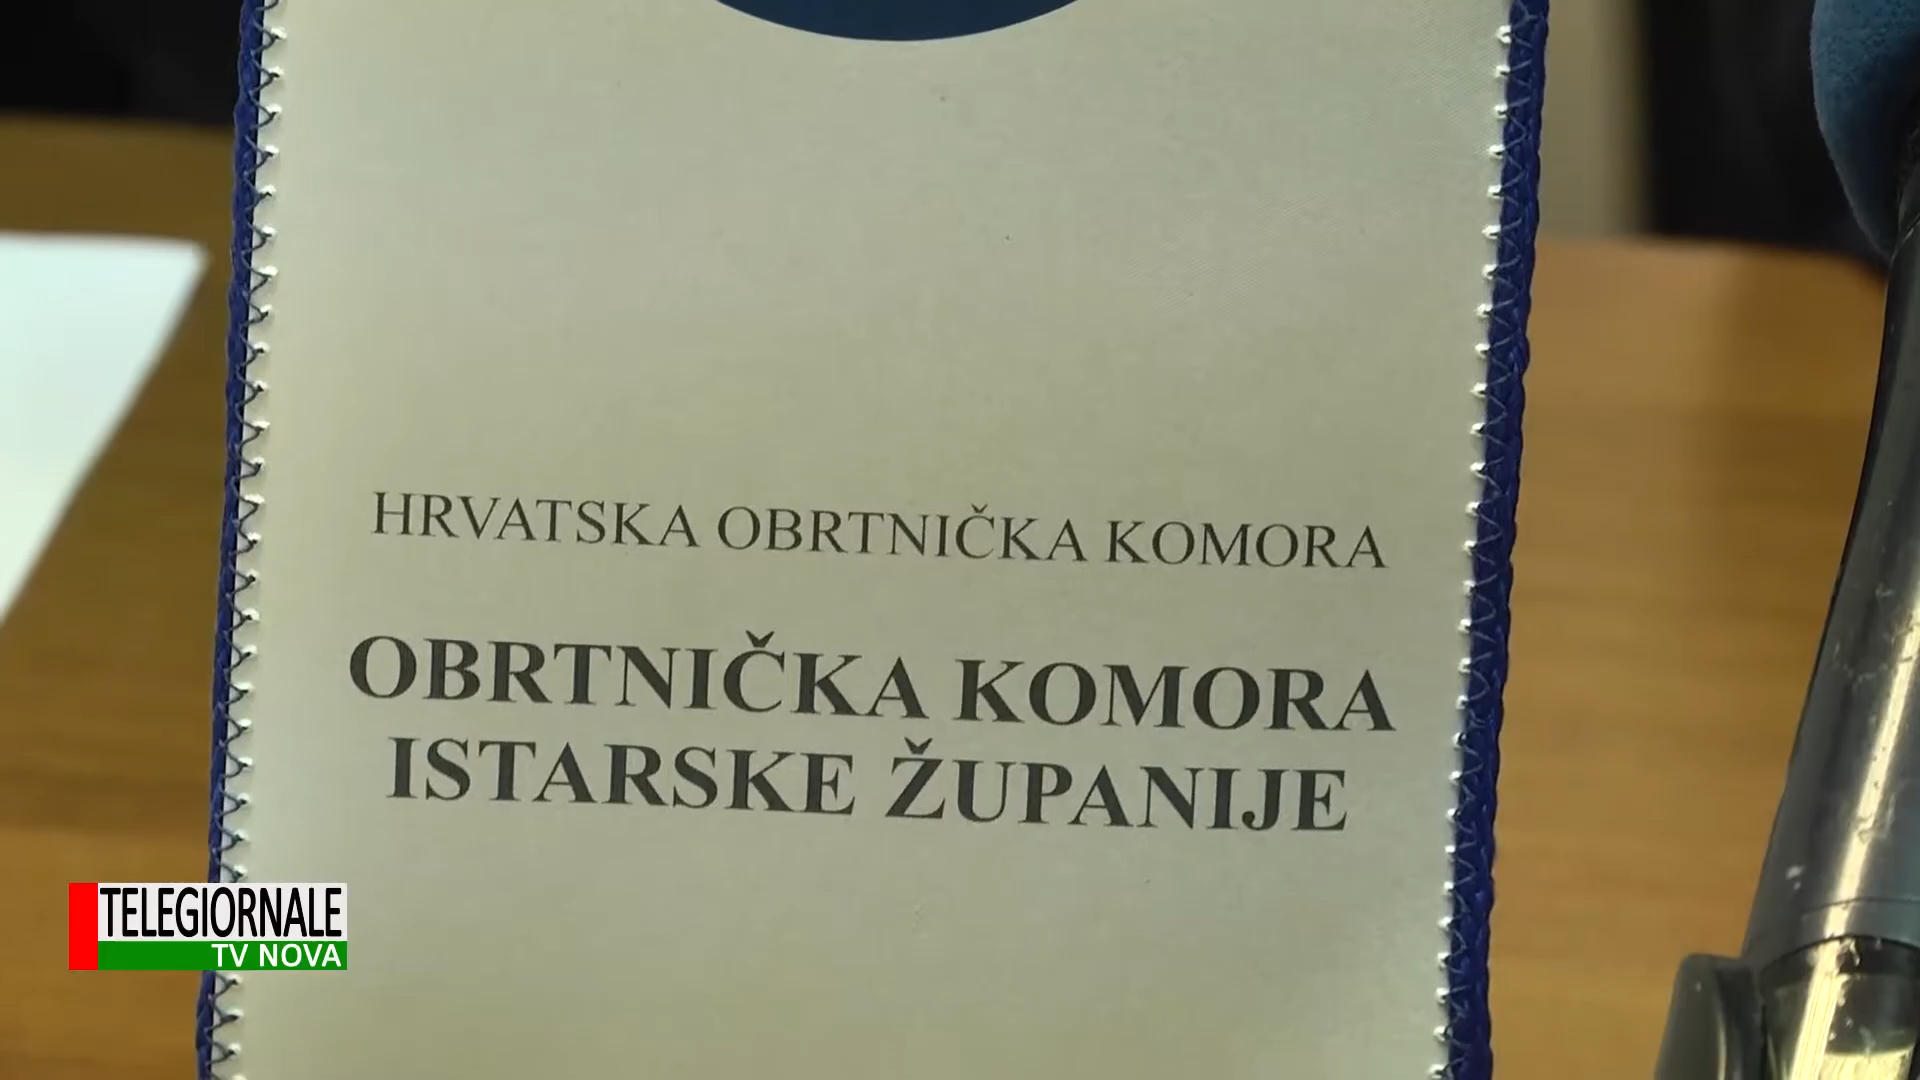 HRVATSKA OBRTNIČKA KOMORA
OBRTNIČKA KOMORA
ISTARSKE ŽUPANIJE
TELEGIORNALE
TV NOVA